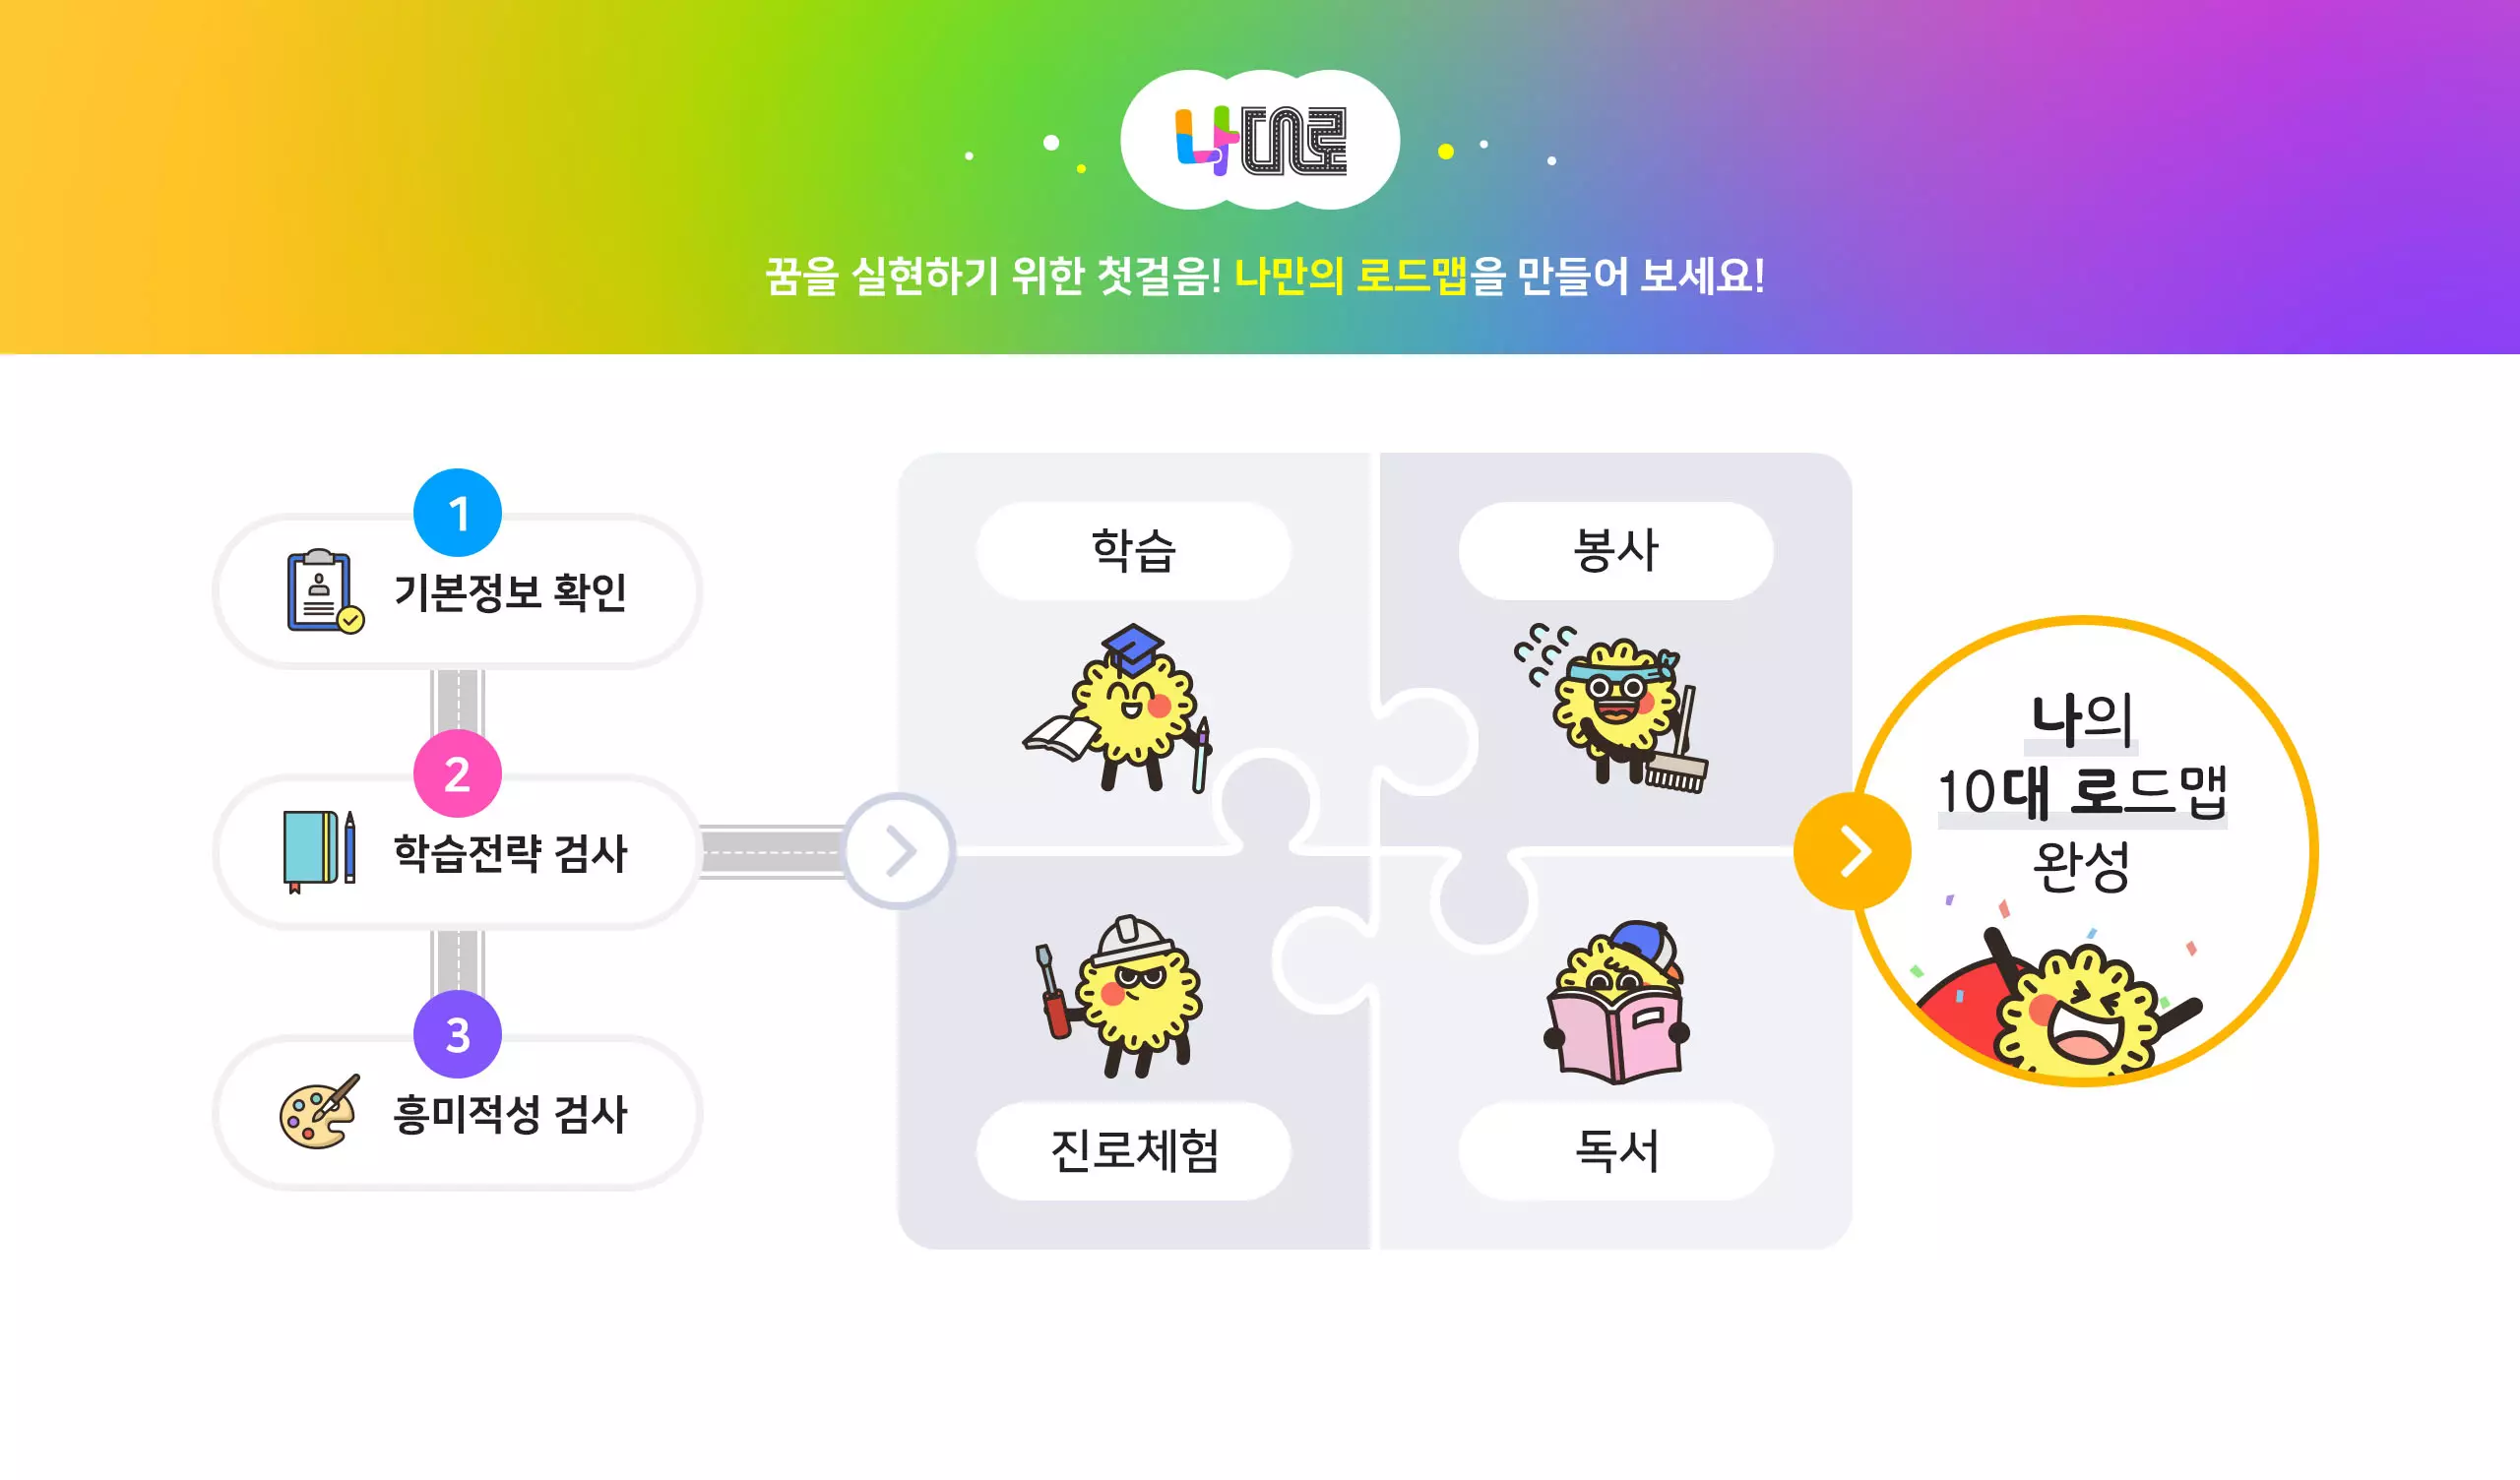 나대로
꿈을 실현하기 위한 첫걸음! 나만의 로드맵을 만들어 보세요!
1
기본정보 확인
2
학습전략 검사
3
흥미적성 검사
학습
봉사
진로체험
독서
나의
10대 로드맵
완성